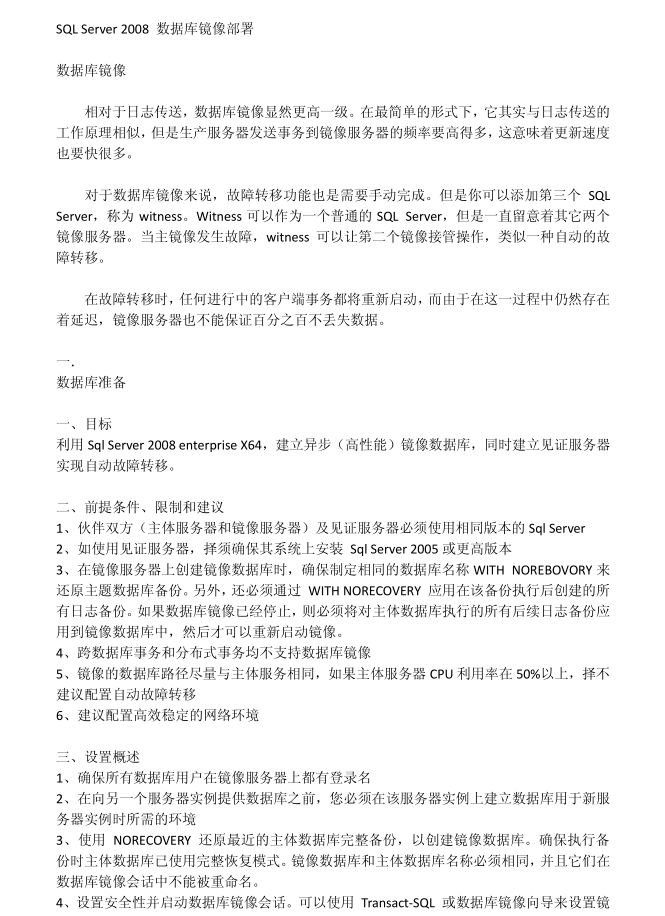 SQL Server 2008 数据库镜像部署
数据库镜像
相对于日志传送，数据库镜像显然更高一级。在最简单的形式下，它其实与日志传送的
工作原理相似，但是生产服务器发送事务到镜像服务器的频率要高得多，这意味着更新速度
也要快很多。
对于数据库镜像来说，故障转移功能也是需要手动完成。但是你可以添加第三个 SQL
Server，称为 witness。Witness 可以作为一个普通的 SQL Server，但是一直留意着其它两个
镜像服务器。当主镜像发生故障，witness 可以让第二个镜像接管操作，类似一种自动的故
障转移。
在故障转移时，任何进行中的客户端事务都将重新启动，而由于在这一过程中仍然存在
着延迟，镜像服务器也不能保证百分之百不丢失数据。
一.
数据库准备
一、目标
利用 Sql Server 2008 enterprise X64，建立异步（高性能）镜像数据库，同时建立见证服务器
实现自动故障转移。
二、前提条件、限制和建议
1、伙伴双方（主体服务器和镜像服务器）及见证服务器必须使用相同版本的 Sql Server
2、如使用见证服务器，择须确保其系统上安装 Sql Server 2005 或更高版本
3、在镜像服务器上创建镜像数据库时，确保制定相同的数据库名称 WITH NOREBOVORY 来
还原主题数据库备份。另外，还必须通过 WITH NORECOVERY 应用在该备份执行后创建的所
有日志备份。如果数据库镜像已经停止，则必须将对主体数据库执行的所有后续日志备份应
用到镜像数据库中，然后才可以重新启动镜像。
4、跨数据库事务和分布式事务均不支持数据库镜像
5、镜像的数据库路径尽量与主体服务相同，如果主体服务器 CPU 利用率在 50%以上，择不
建议配置自动故障转移
6、建议配置高效稳定的网络环境
三、设置概述
1、确保所有数据库用户在镜像服务器上都有登录名
2、在向另一个服务器实例提供数据库之前，您必须在该服务器实例上建立数据库用于新服
务器实例时所需的环境
3、使用 NORECOVERY 还原最近的主体数据库完整备份，以创建镜像数据库。确保执行备
份时主体数据库已使用完整恢复模式。镜像数据库和主体数据库名称必须相同，并且它们在
数据库镜像会话中不能被重命名。
4、设置安全性并启动数据库镜像会话。可以使用 Transact-SQL 或数据库镜像向导来设置镜